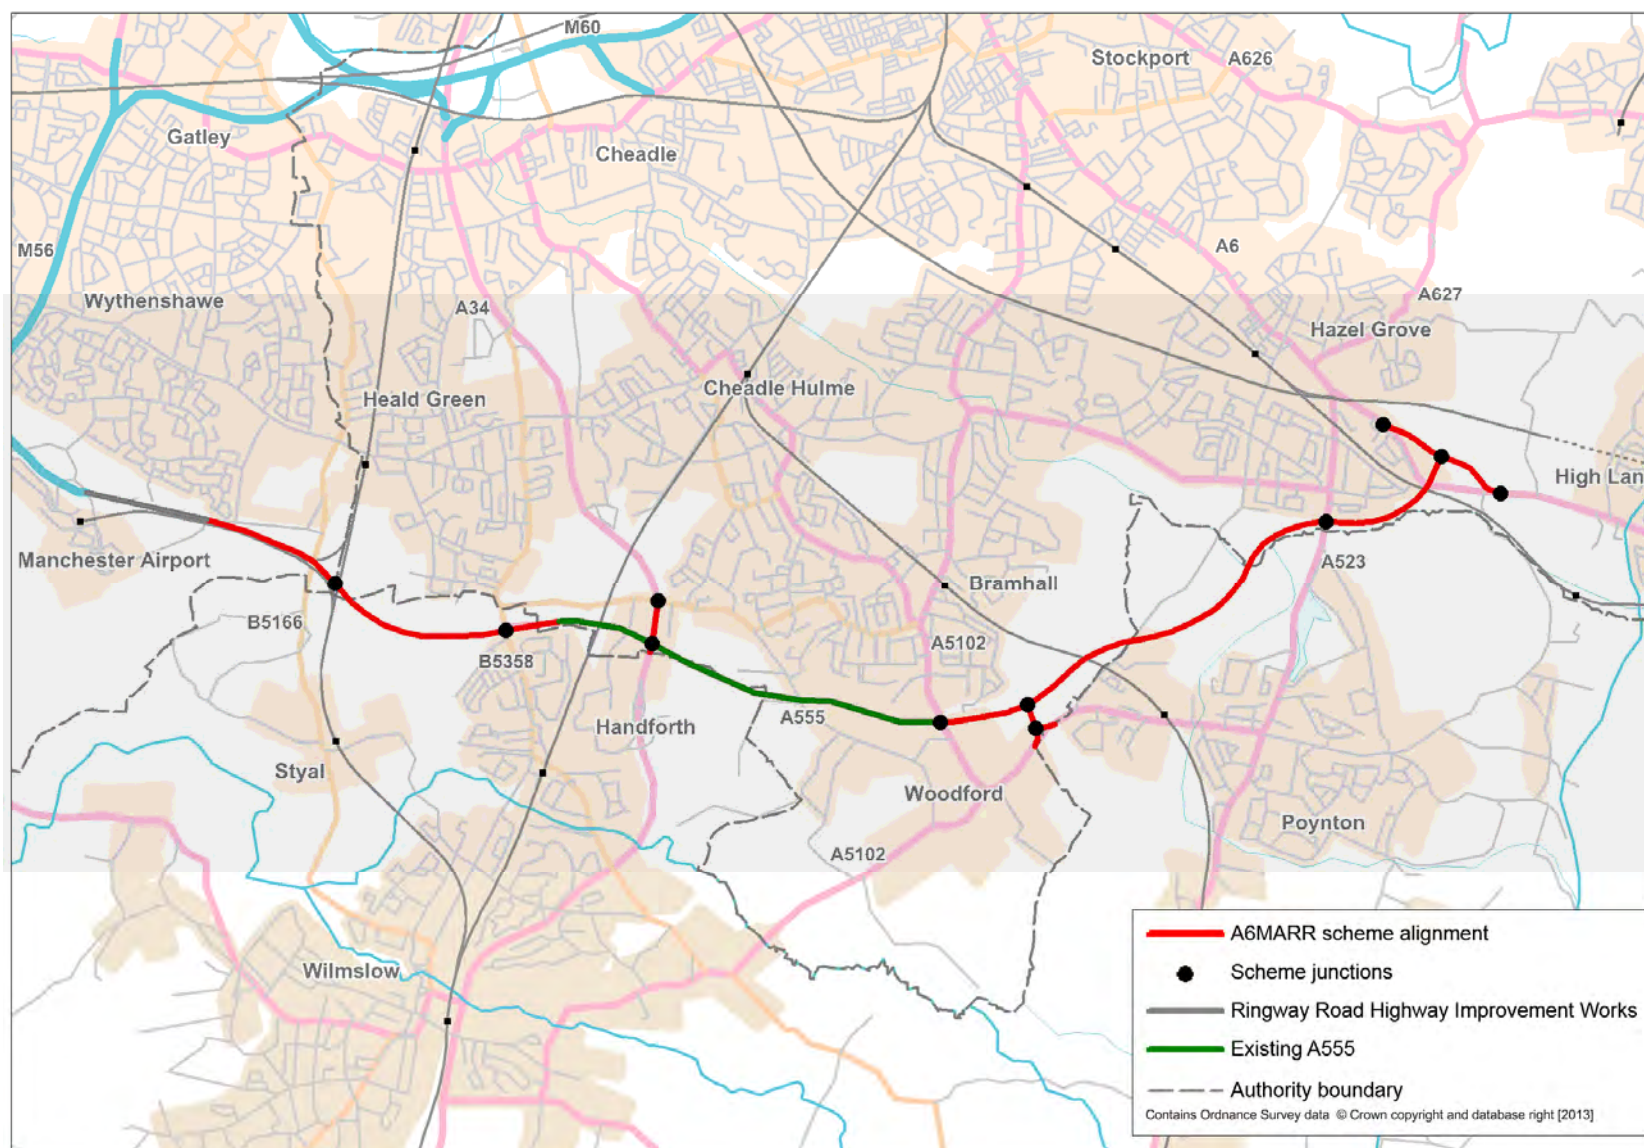 M60
Stockport
A626
Gatley
Cheadle
M56
A6
Wythenshawe
A34
A627
Hazel Grove
Cheadle Hulme
Heald Green
High Lan
Manchester Airport
A523
Bramhall
B5166
A5102
B5358
A555
Handforth
Styal
Woodford
Poynton
A5102
Wilmslow
A6MARR scheme alignment
Scheme junctions
Ringway Road Highway Improvement Works
Existing A555
Authority boundary
Contains Ordnance Survey data © Crown copyright and database right [2013]